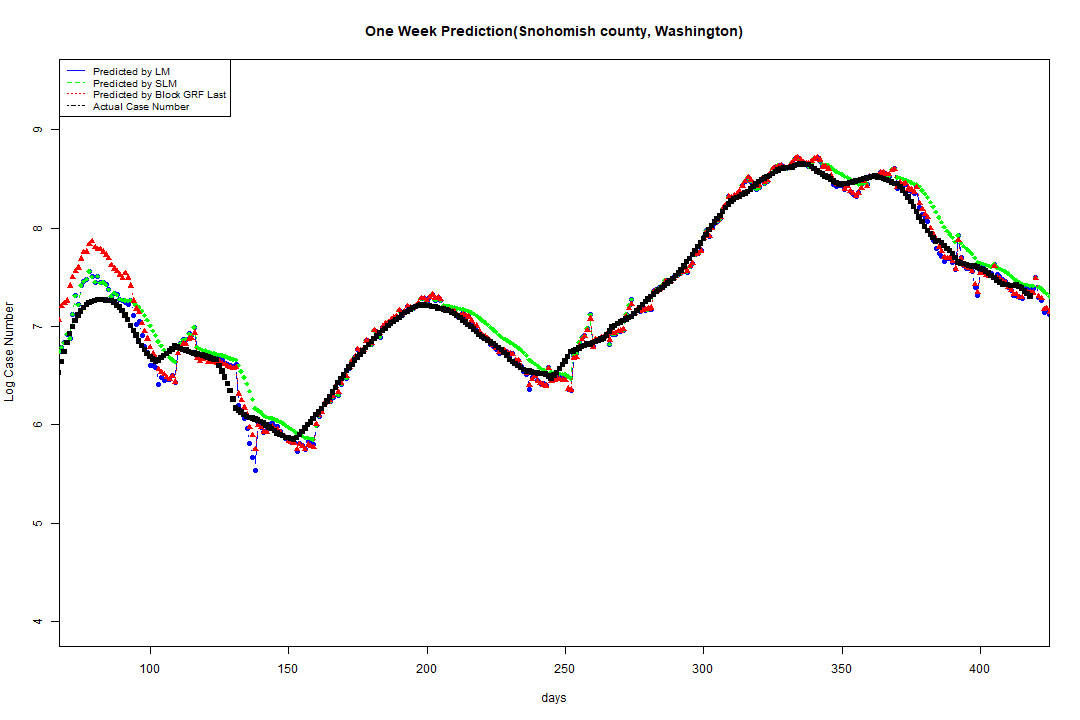 One Week Prediction(Snohomish county, Washington)
Predicted by LM
Predicted by SLM
Predicted by Block GRF Last
Actual Case Number
9
8
7
6
5
4
Log Case Number
100 150 200 250 300 350 400
days